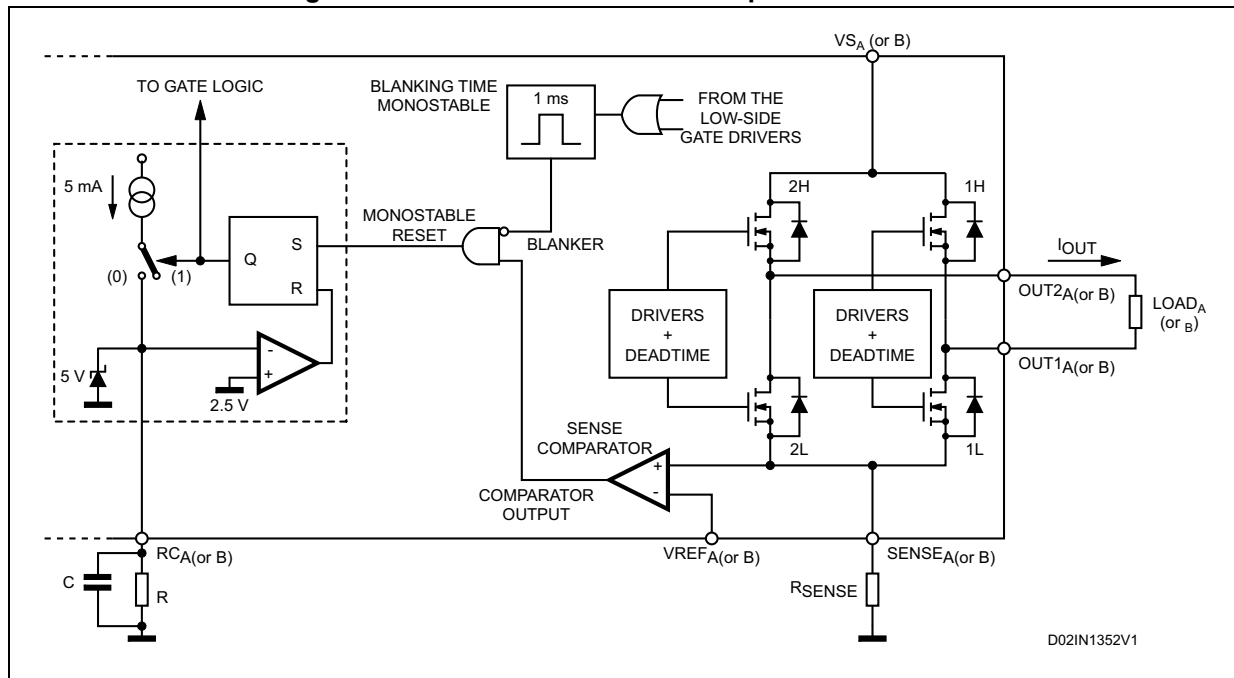 VSA (or B)
TO GATE LOGIC
BLANKING TIME
MONOSTABLE
1 ms
FROM THE
LOW-SIDE
GATE DRIVERS
5 mA
2H
1H
MONOSTABLE
RESET
S
Q
R
BLANKER
(0)
(1)
IOUT
OUT2A(or B)
LOADA
(or B)
DRIVERS
+
DEADTIME
DRIVERS
+
DEADTIME
OUT1A(or B)
-
+
5 V
2.5 V
SENSE
COMPARATOR
2L
1L
+
-
COMPARATOR
OUTPUT
RCA(or B)
VREFA(or B)
SENSEA(or B)
C
R
RSENSE
D02IN1352V1